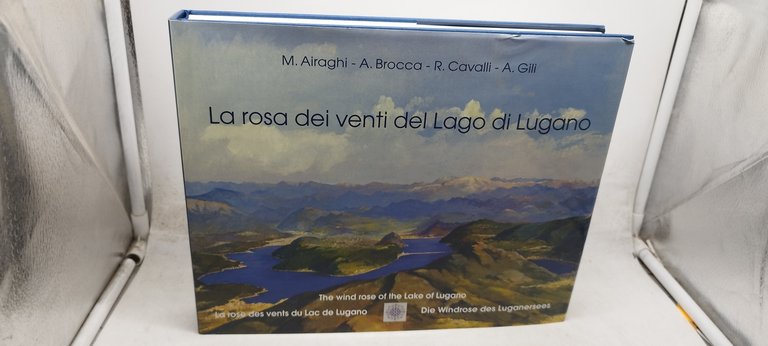 M. Airaghi - A. Brocca - R. Cavalli - A. Gili
La rosa dei venti del Lago di Lugano
The wind rose of the Lake of Lugano
La rose des vents du Lac de Lugano
Die Windrose des Luganersees